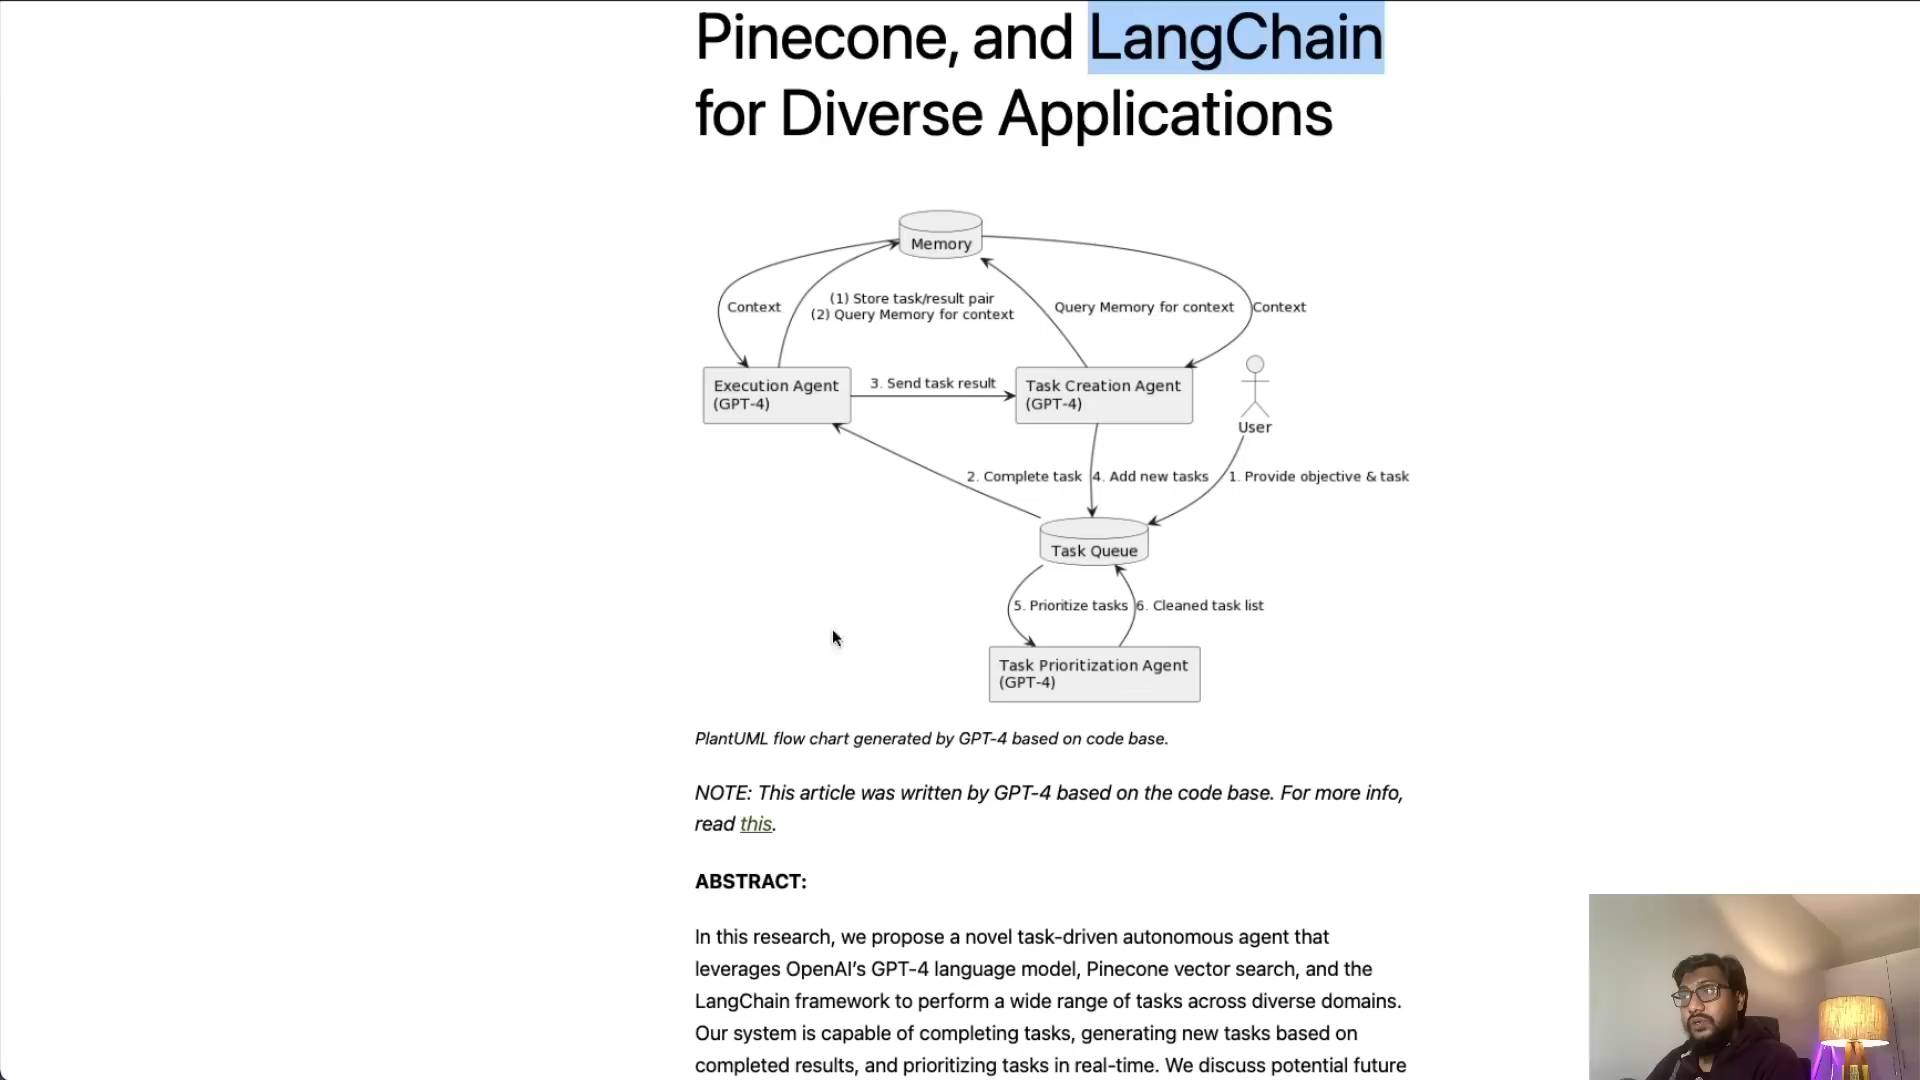 Pinecone, and LangChain
for Diverse Applications
Memory
Context
(1) Store task/result pair
(2) Query Memory for context
Query Memory for context
Context
Execution Agent
(GPT-4)
3. Send task result
Task Creation Agent
(GPT-4)
User
2. Complete task
4. Add new tasks
1. Provide objective & task
Task Queue
5. Prioritize tasks
6. Cleaned task list
Task Prioritization Agent
(GPT-4)
PlantUML flow chart generated by GPT-4 based on code base.
NOTE: This article was written by GPT-4 based on the code base. For more info,
read this.
ABSTRACT:
In this research, we propose a novel task-driven autonomous agent that
leverages OpenAI's GPT-4 language model, Pinecone vector search, and the
LangChain framework to perform a wide range of tasks across diverse domains.
Our system is capable of completing tasks, generating new tasks based on
completed results, and prioritizing tasks in real-time. We discuss potential future